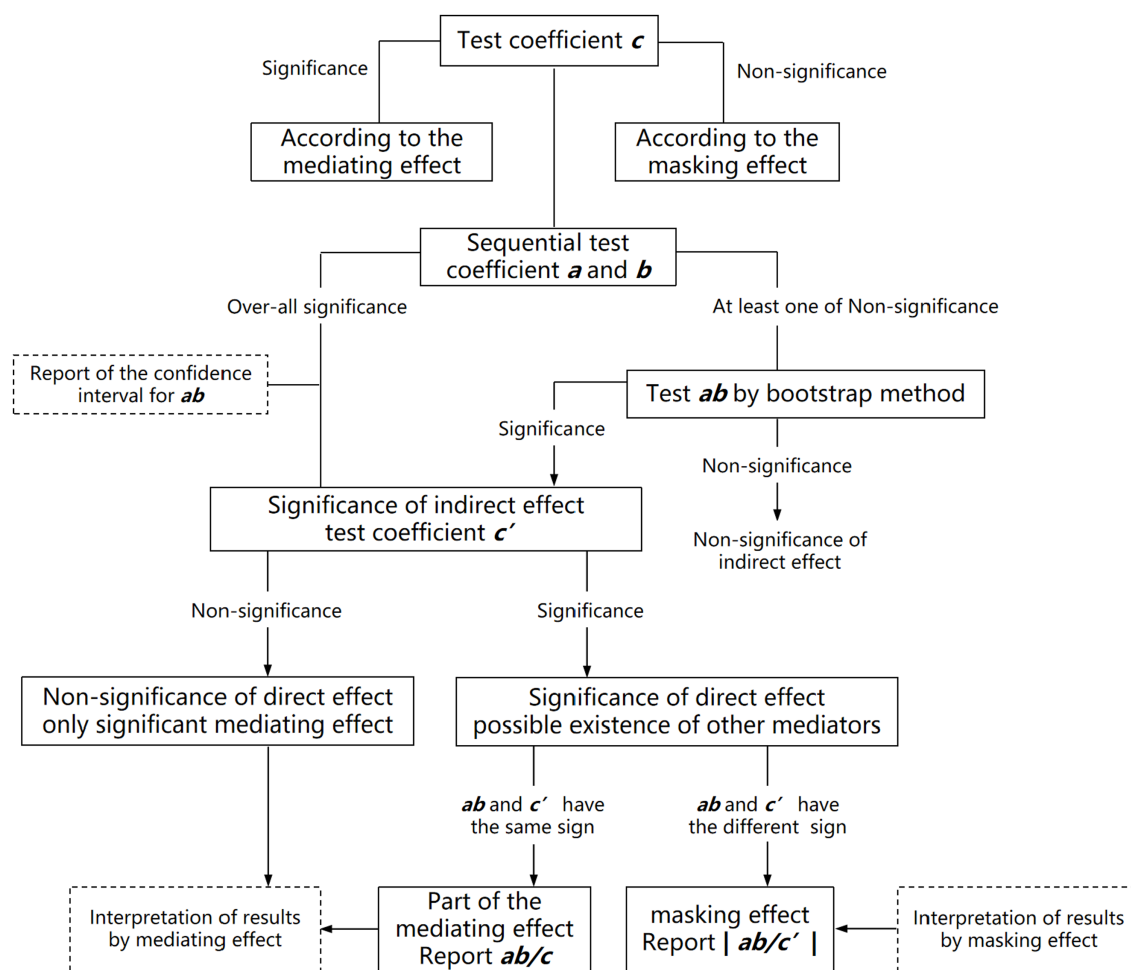 Test coefficient c
Significance
Non-significance
According to the
mediating effect
According to the
masking effect
Sequential test
coefficient a and b
Over-all significance
At least one of Non-significance
Report of the confidence
interval for ab
Test ab by bootstrap method
Significance
Non-significance
Significance of indirect effect
test coefficient c′
Non-significance of
indirect effect
Non-significance
Significance
Non-significance of direct effect
only significant mediating effect
Significance of direct effect
possible existence of other mediators
ab and c′ have
the same sign
ab and c′ have
the different sign
Interpretation of results
by mediating effect
Part of the
mediating effect
Report ab/c
masking effect
Report | ab/c′ |
Interpretation of results
by masking effect